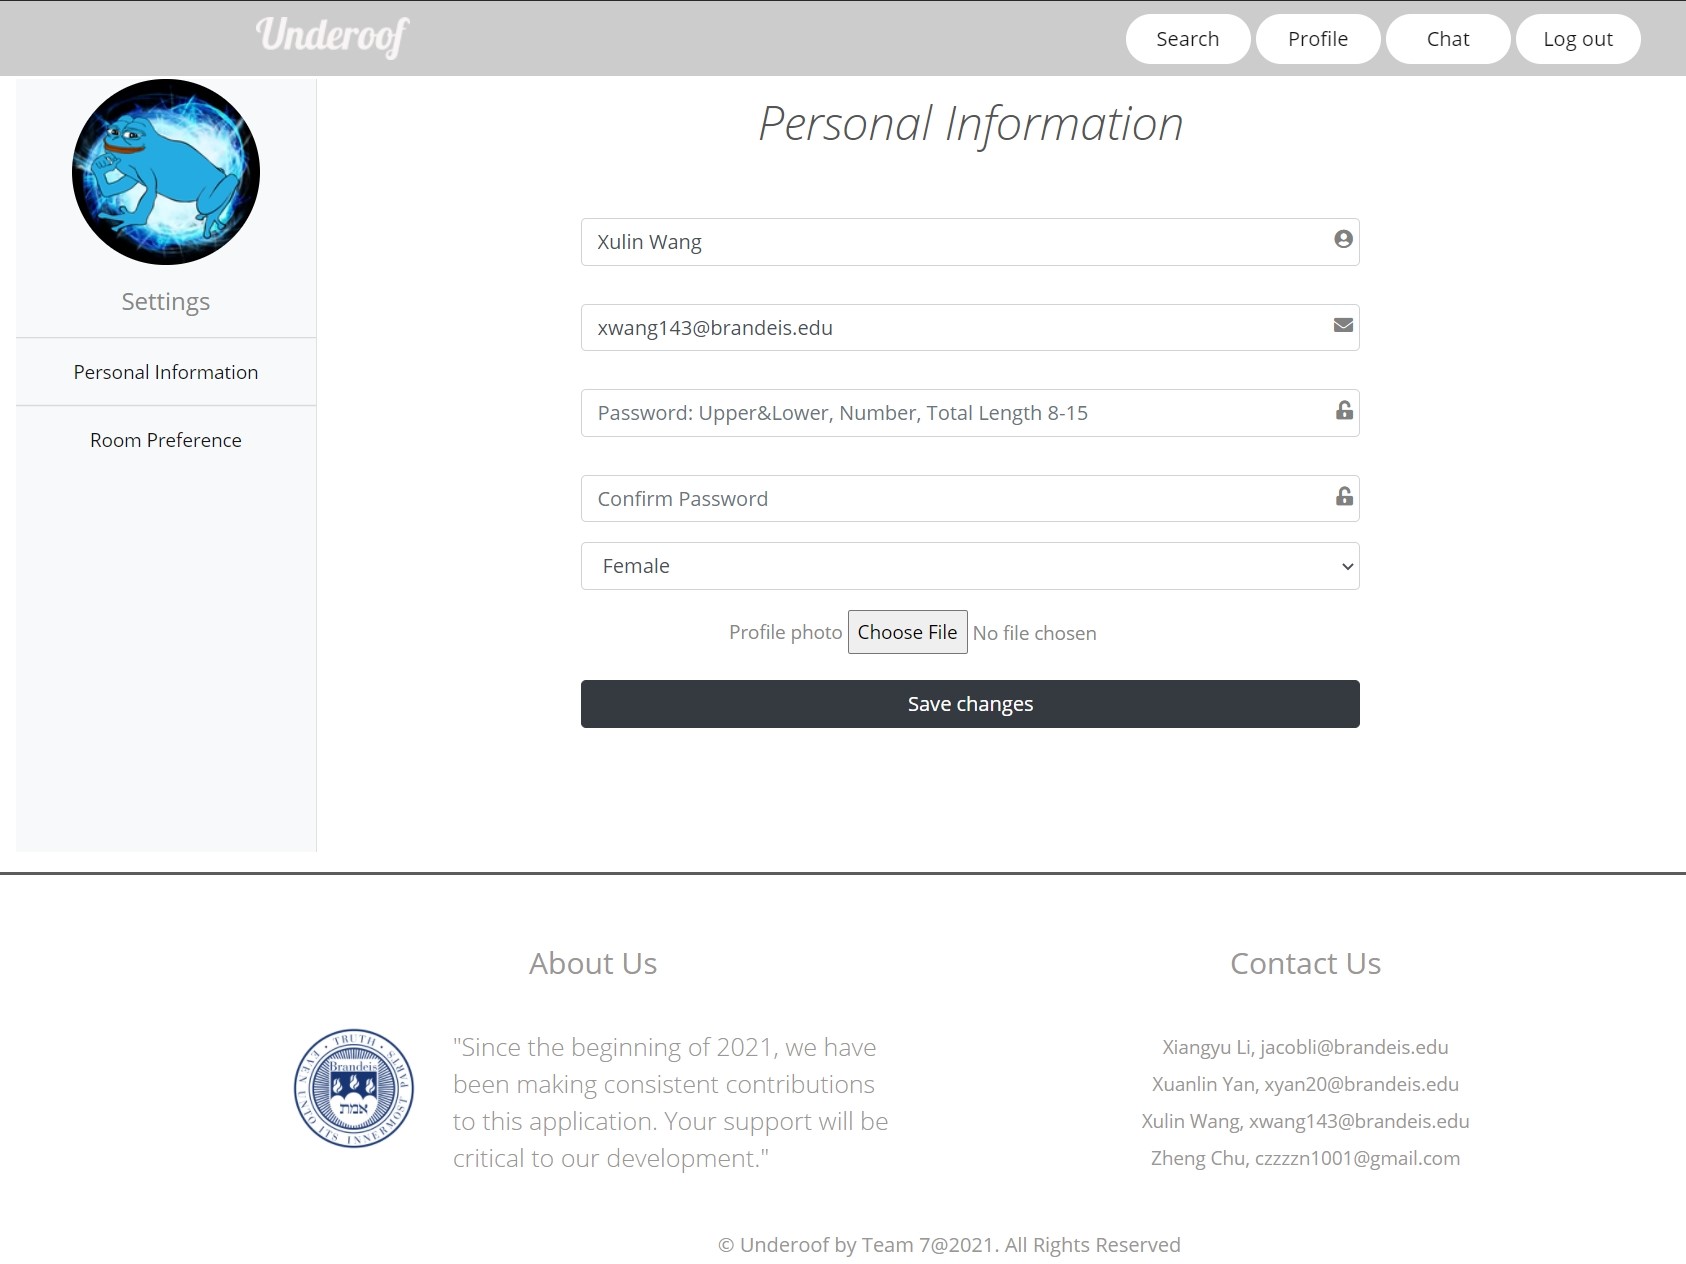 Underoof
Search
Profile
Chat
Log out
Settings
Personal Information
Room Preference
Personal Information
Xulin Wang
xwang143@brandeis.edu
Password: Upper&Lower, Number, Total Length 8-15
Confirm Password
Female
Profile photo Choose File No file chosen
Save changes
About Us
TRUTH · EVEN UNTO ITS INNERMOST PARTS
Brandeis
אמת
"Since the beginning of 2021, we have
been making consistent contributions
to this application. Your support will be
critical to our development."
Contact Us
Xiangyu Li, jacobli@brandeis.edu
Xuanlin Yan, xyan20@brandeis.edu
Xulin Wang, xwang143@brandeis.edu
Zheng Chu, czzzzn1001@gmail.com
© Underoof by Team 7@2021. All Rights Reserved